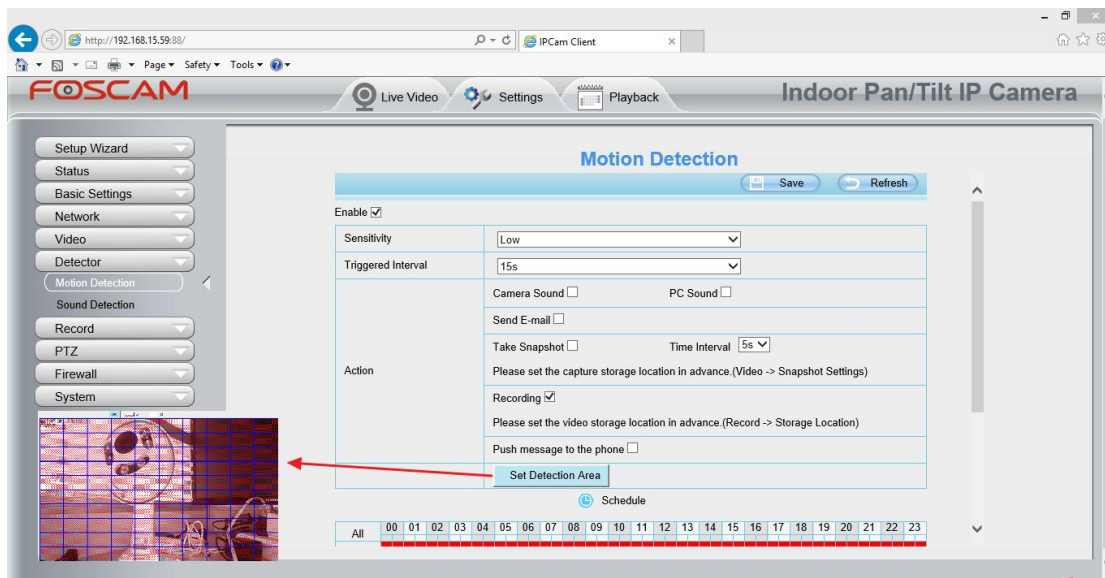 http://192.168.15.59:88/
IPCam Client
Page Safety Tools
FOSCAM
Live Video
Settings
Playback
Indoor Pan/Tilt IP Camera
Setup Wizard
Status
Basic Settings
Network
Video
Detector
Motion Detection
Sound Detection
Record
PTZ
Firewall
System
Motion Detection
Save Refresh
Enable
Sensitivity Low
Triggered Interval 15s
Action
Camera Sound PC Sound
Send E-mail
Take Snapshot Time Interval 5s
Please set the capture storage location in advance.(Video -> Snapshot Settings)
Recording
Please set the video storage location in advance.(Record -> Storage Location)
Push message to the phone
Set Detection Area
Schedule
All 00 01 02 03 04 05 06 07 08 09 10 11 12 13 14 15 16 17 18 19 20 21 22 23